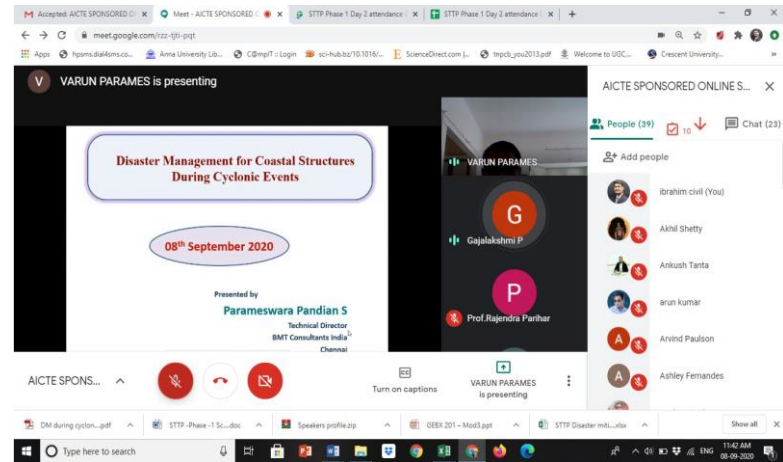 Accepted: AICTE SPONSORED O
Meet - AICTE SPONSORED
STTP Phase 1 Day 2 attendance
STTP Phase 1 Day 2 attendance
meet.google.com/rzz-tjti-pqt
Apps
hpsms.dial4sms.co...
Anna University Lib...
C@mpIT :: Login
sci-hub.bz/10.1016/...
ScienceDirect.com |...
tnpcb_you2013.pdf
Welcome to UGC,...
Crescent University...
V
VARUN PARAMES is presenting
Disaster Management for Coastal Structures
During Cyclonic Events
08th September 2020
Presented by
Parameswara Pandian S
Technical Director
BMT Consultants India
Chennai
VARUN PARAMES
G
Gajalakshmi P
P
Prof.Rajendra Parihar
AICTE SPONSORED ONLINE S...
People (39)
10
Chat (23)
Add people
ibrahim civil (You)
Akhil Shetty
Ankush Tanta
arun kumar
A
Arvind Paulson
A
Ashley Fernandes
AICTE SPONS...
Turn on captions
VARUN PARAMES
is presenting
DM during cyclon....pdf
STTP -Phase -1 Sc....doc
Speakers profile.zip
GEBX 201 – Mod3.ppt
STTP Disaster miti....xlsx
Show all
Type here to search
ENG
11:42 AM
08-09-2020